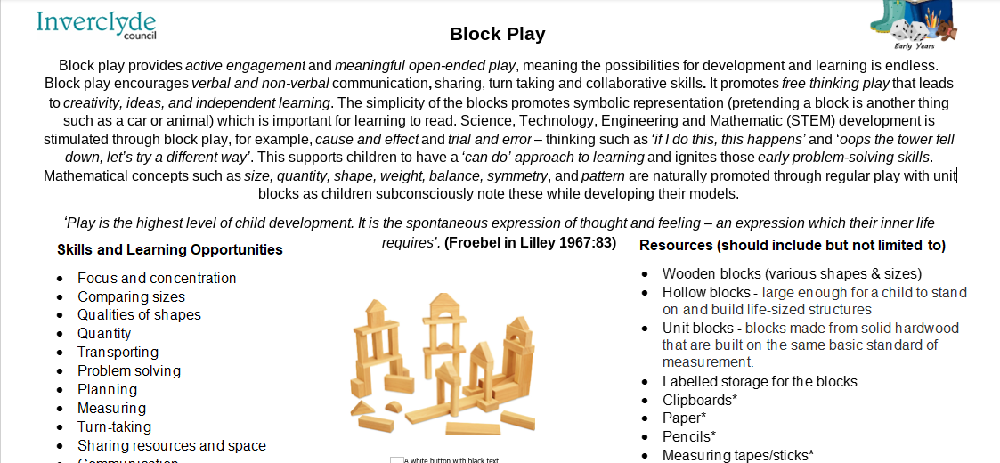 Inverclyde
council
Early Years
Block Play
Block play provides active engagement and meaningful open-ended play, meaning the possibilities for development and learning is endless.
Block play encourages verbal and non-verbal communication, sharing, turn taking and collaborative skills. It promotes free thinking play that leads
to creativity, ideas, and independent learning. The simplicity of the blocks promotes symbolic representation (pretending a block is another thing
such as a car or animal) which is important for learning to read. Science, Technology, Engineering and Mathematic (STEM) development is
stimulated through block play, for example, cause and effect and trial and error – thinking such as ‘if I do this, this happens’ and ‘oops the tower fell
down, let’s try a different way’. This supports children to have a ‘can do’ approach to learning and ignites those early problem-solving skills.
Mathematical concepts such as size, quantity, shape, weight, balance, symmetry, and pattern are naturally promoted through regular play with unit
blocks as children subconsciously note these while developing their models.
‘Play is the highest level of child development. It is the spontaneous expression of thought and feeling – an expression which their inner life
requires’. (Froebel in Lilley 1967:83)
Skills and Learning Opportunities
• Focus and concentration
• Comparing sizes
• Qualities of shapes
• Quantity
• Transporting
• Problem solving
• Planning
• Measuring
• Turn-taking
• Sharing resources and space
• Communication
A white button with black text
Resources (should include but not limited to)
• Wooden blocks (various shapes & sizes)
• Hollow blocks - large enough for a child to stand
on and build life-sized structures
• Unit blocks - blocks made from solid hardwood
that are built on the same basic standard of
measurement.
• Labelled storage for the blocks
• Clipboards*
• Paper*
• Pencils*
• Measuring tapes/sticks*